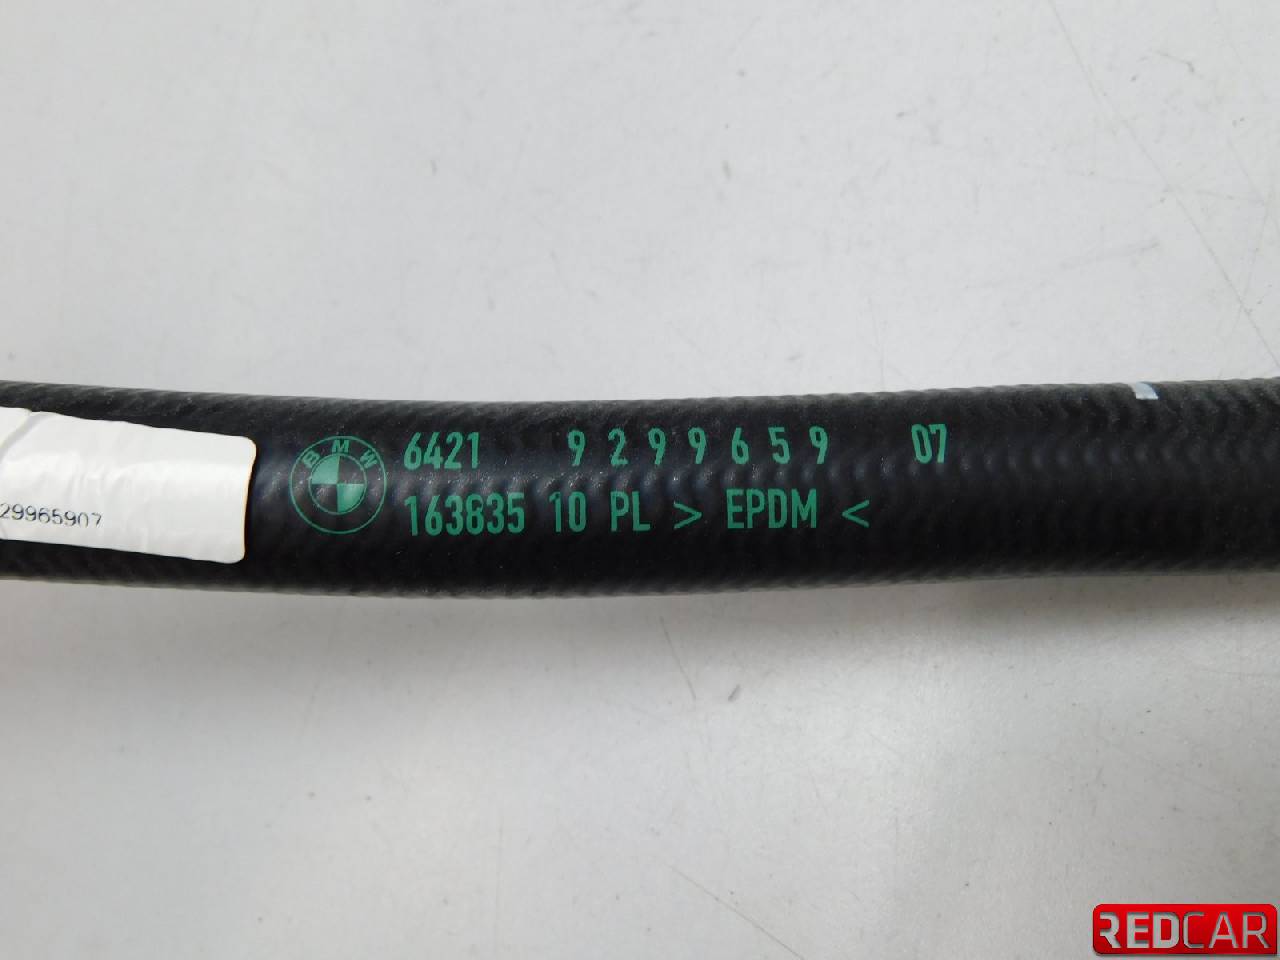 29965907
BMW
6421 9299659 07
163835 10 PL > EPDM <
REDCAR